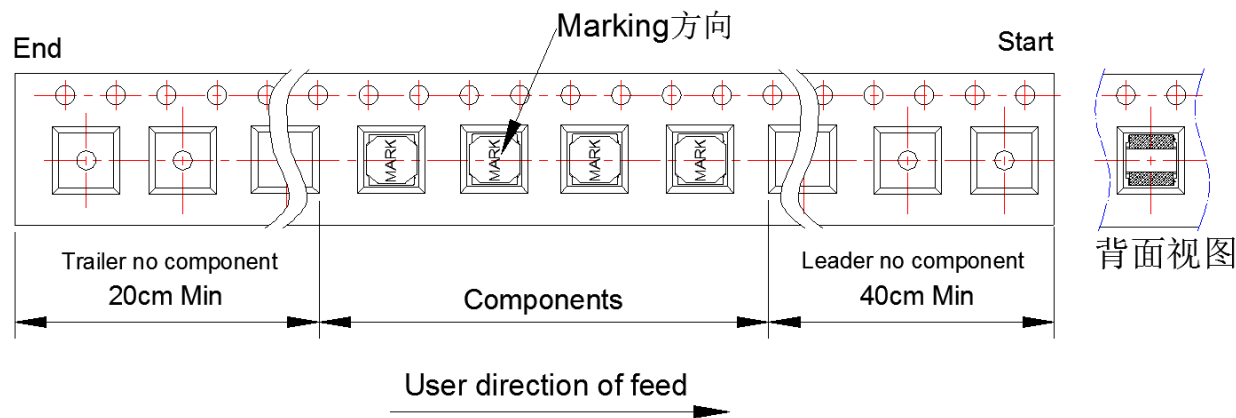 Marking方向
End
Start
MARK
MARK
MARK
MARK
背面视图
Trailer no component
20cm Min
Components
Leader no component
40cm Min
User direction of feed